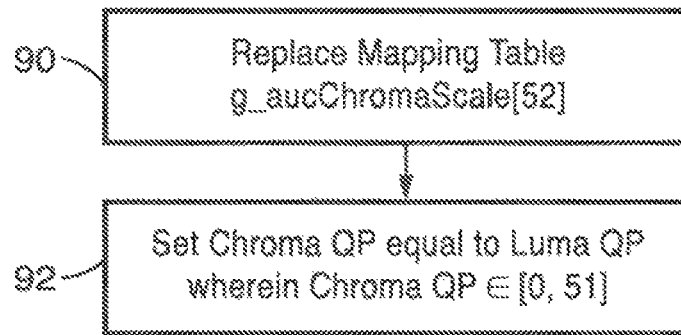 90
Replace Mapping Table
g_aucChromaScale[52]
92
Set Chroma QP equal to Luma QP
wherein Chroma QP ∈ [0, 51]